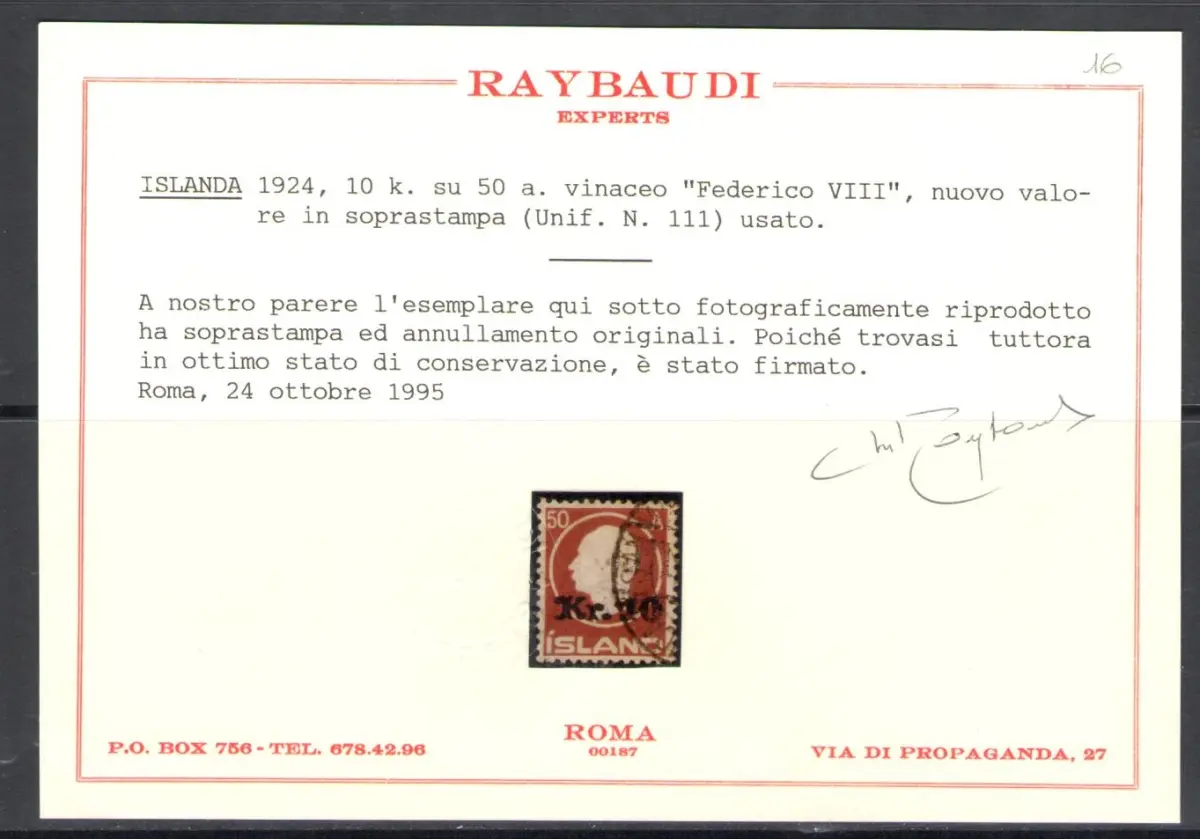 16
RAYBAUDI
EXPERTS
ISLANDA 1924, 10 k. su 50 a. vinaceo "Federico VIII", nuovo valo-
re in soprastampa (Unif. N. 111) usato.
A nostro parere l'esemplare qui sotto fotograficamente riprodotto
ha soprastampa ed annullamento originali. Poiché trovasi tuttora
in ottimo stato di conservazione, è stato firmato.
Roma, 24 ottobre 1995
50 A
Kr. 10
ÍSLAND
ROMA
00187
P.O. BOX 756 - TEL. 678.42.96
VIA DI PROPAGANDA, 27